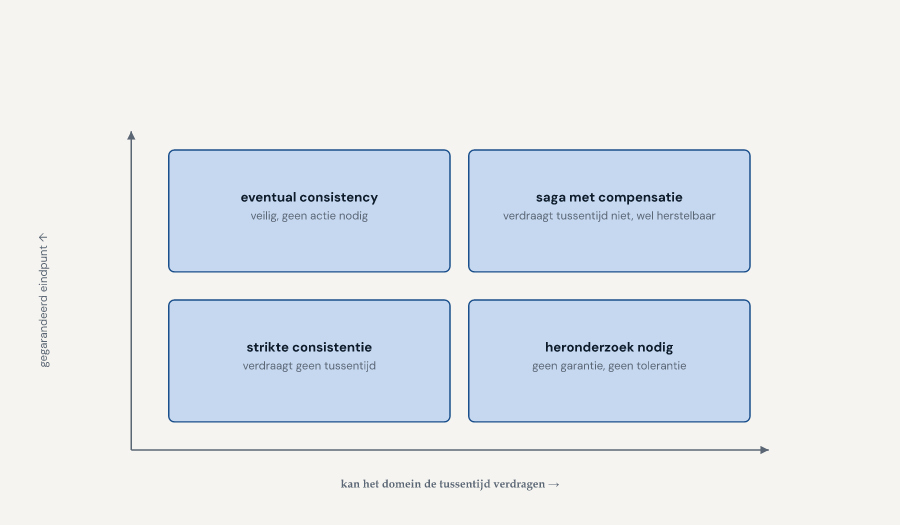 eventual consistency
veilig, geen actie nodig
saga met compensatie
verdraagt tussentijd niet, wel herstelbaar
gegarandeerd eindpunt →
strikte consistentie
verdraagt geen tussentijd
heronderzoek nodig
geen garantie, geen tolerantie
kan het domein de tussentijd verdragen →